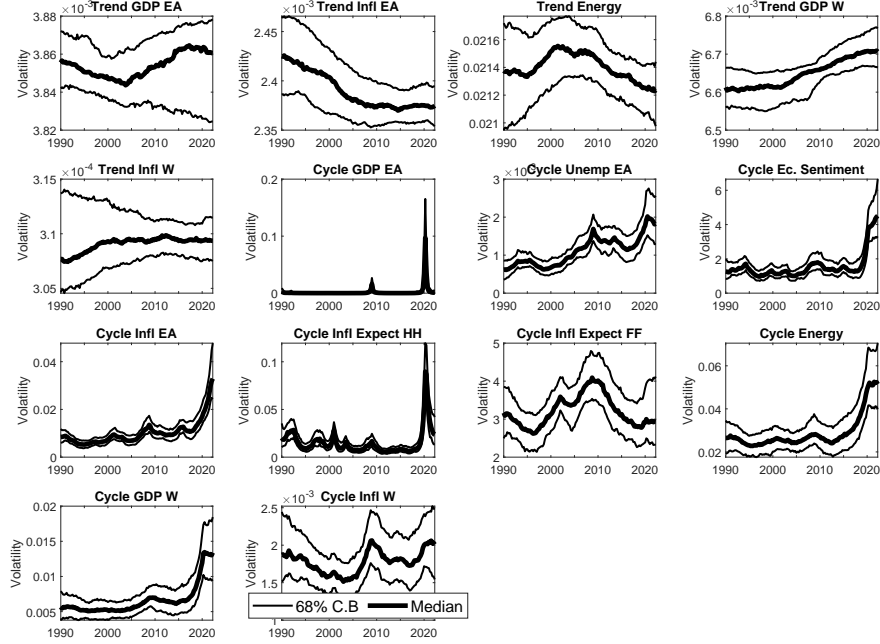 ×10⁻³ Trend GDP EA
3.88
3.86
3.84
3.82
Volatility
1990 2000 2010 2020
×10⁻³ Trend Infl EA
2.45
2.4
2.35
Volatility
1990 2000 2010 2020
Trend Energy
0.0216
0.0214
0.0212
0.021
Volatility
1990 2000 2010 2020
×10⁻³ Trend GDP W
6.8
6.7
6.6
6.5
Volatility
1990 2000 2010 2020
×10⁻⁴ Trend Infl W
3.15
3.1
3.05
Volatility
1990 2000 2010 2020
Cycle GDP EA
0.2
0.1
0
Volatility
1990 2000 2010 2020
Cycle Unemp EA
3
2
1
0
Volatility
1990 2000 2010 2020
Cycle Ec. Sentiment
6
4
2
0
Volatility
1990 2000 2010 2020
Cycle Infl EA
0.04
0.02
0
Volatility
1990 2000 2010 2020
Cycle Infl Expect HH
0.1
0.05
0
Volatility
1990 2000 2010 2020
Cycle Infl Expect FF
5
4
3
2
Volatility
1990 2000 2010 2020
Cycle Energy
0.06
0.04
0.02
Volatility
1990 2000 2010 2020
Cycle GDP W
0.02
0.015
0.01
0.005
Volatility
1990 2000 2010 2020
×10⁻³ Cycle Infl W
2.5
2
1.5
Volatility
1990 2000 2010 2020
68% C.B Median